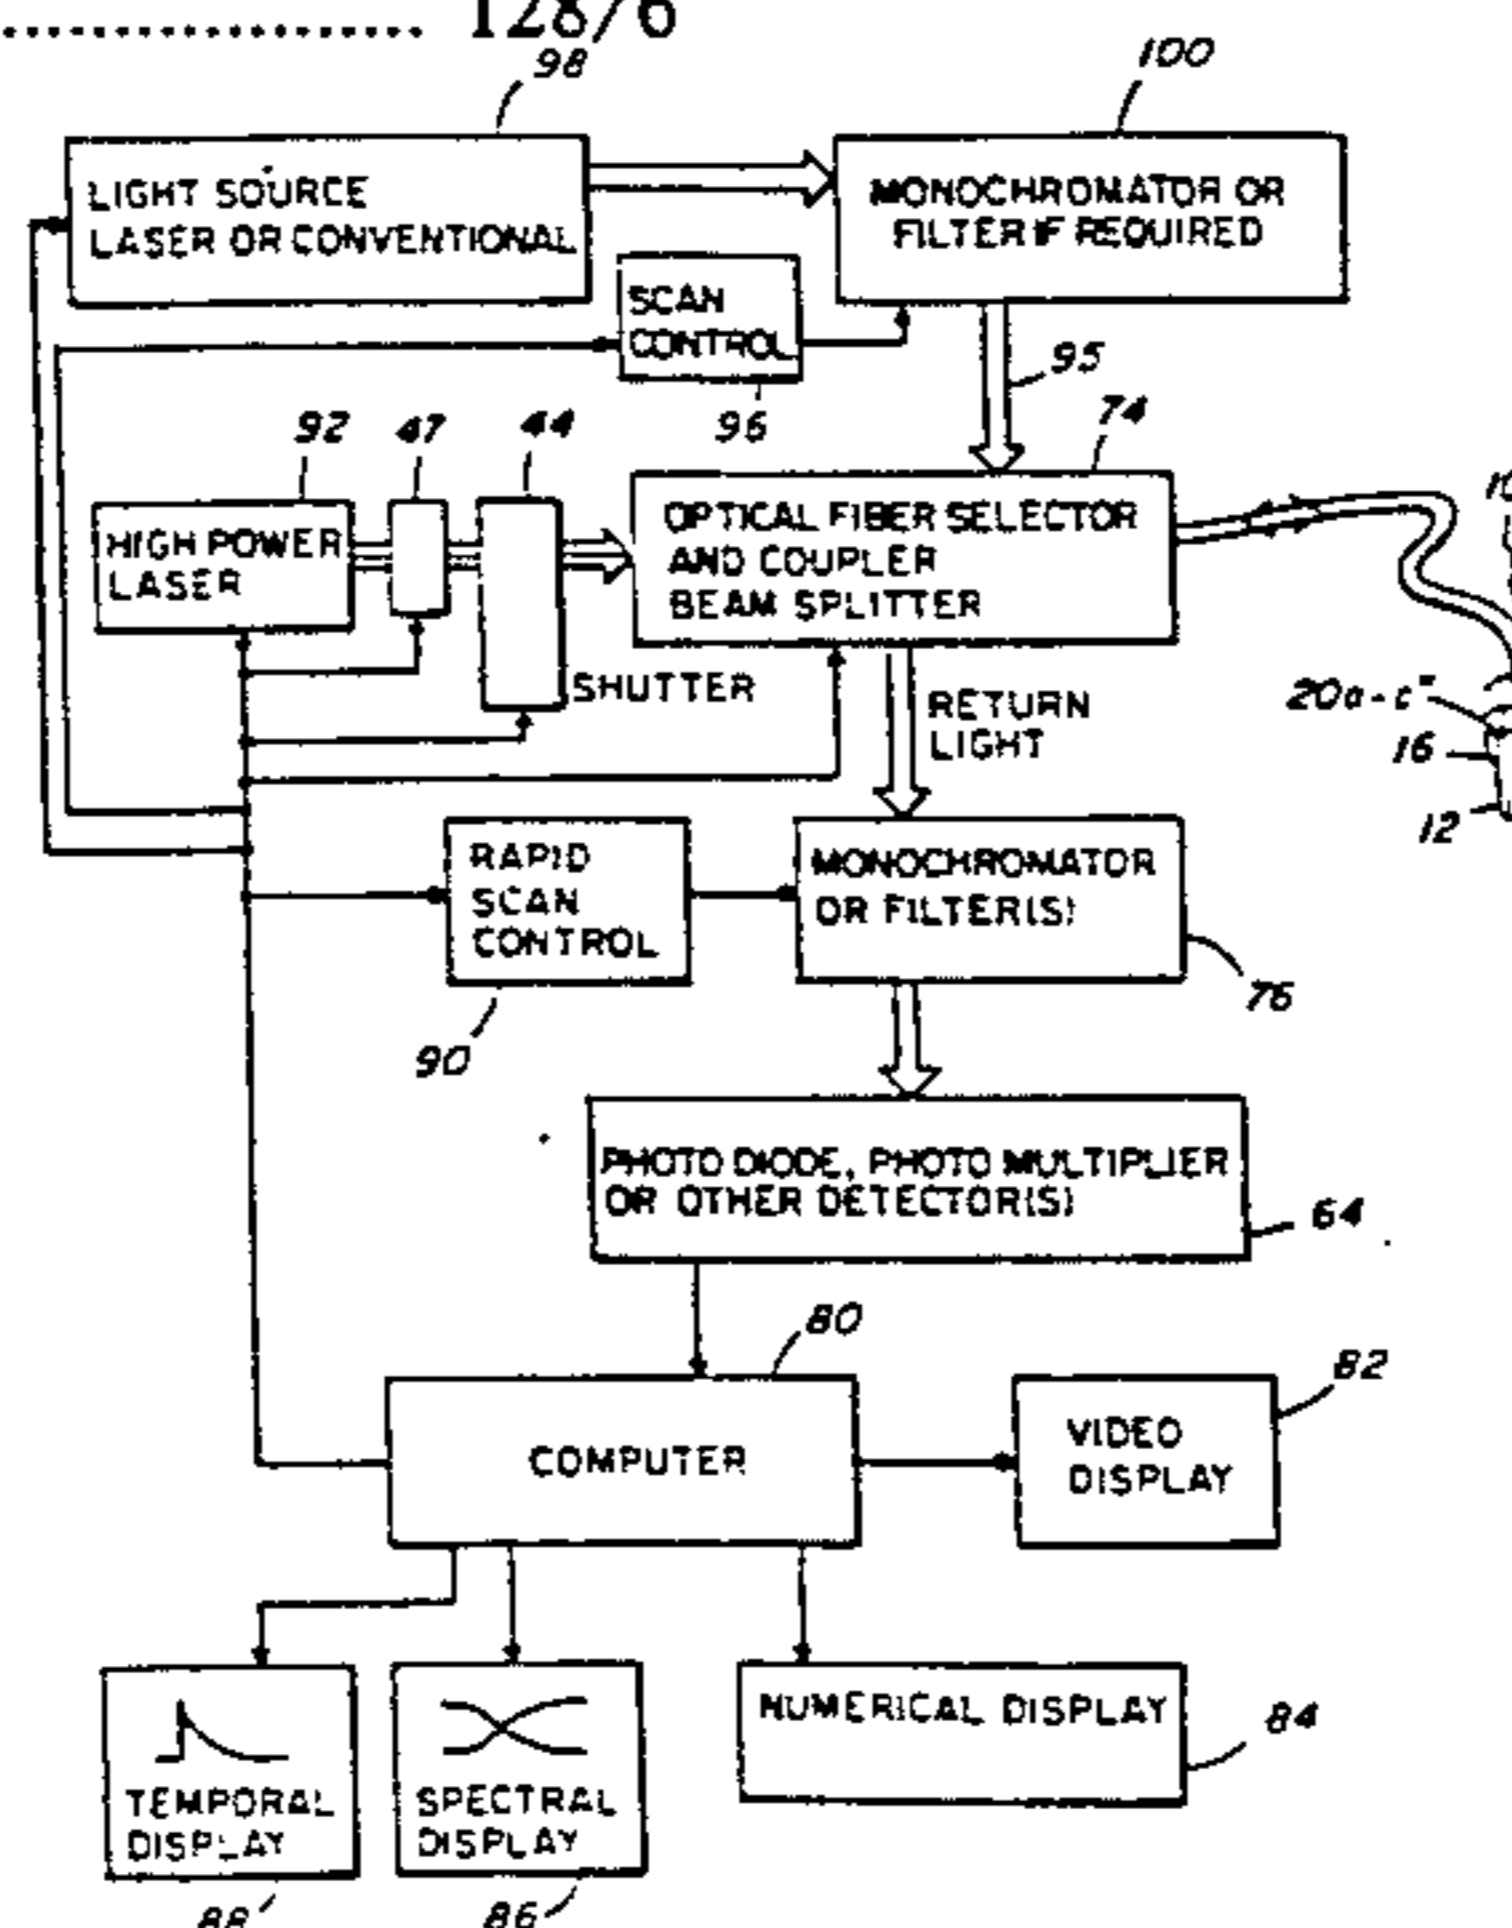 128/6
98
100
LIGHT SOURCE
LASER OR CONVENTIONAL
MONOCHROMATOR OR
FILTER IF REQUIRED
SCAN
CONTROL
95
96
92
47
44
74
HIGH POWER
LASER
OPTICAL FIBER SELECTOR
AND COUPLER
BEAM SPLITTER
SHUTTER
RETURN
LIGHT
20a-c"
16
12
RAPID
SCAN
CONTROL
MONOCHROMATOR
OR FILTER(S)
76
90
PHOTO DIODE, PHOTO MULTIPLIER
OR OTHER DETECTOR(S)
64
80
82
COMPUTER
VIDEO
DISPLAY
NUMERICAL DISPLAY
84
TEMPORAL
DISPLAY
SPECTRAL
DISPLAY
88
86